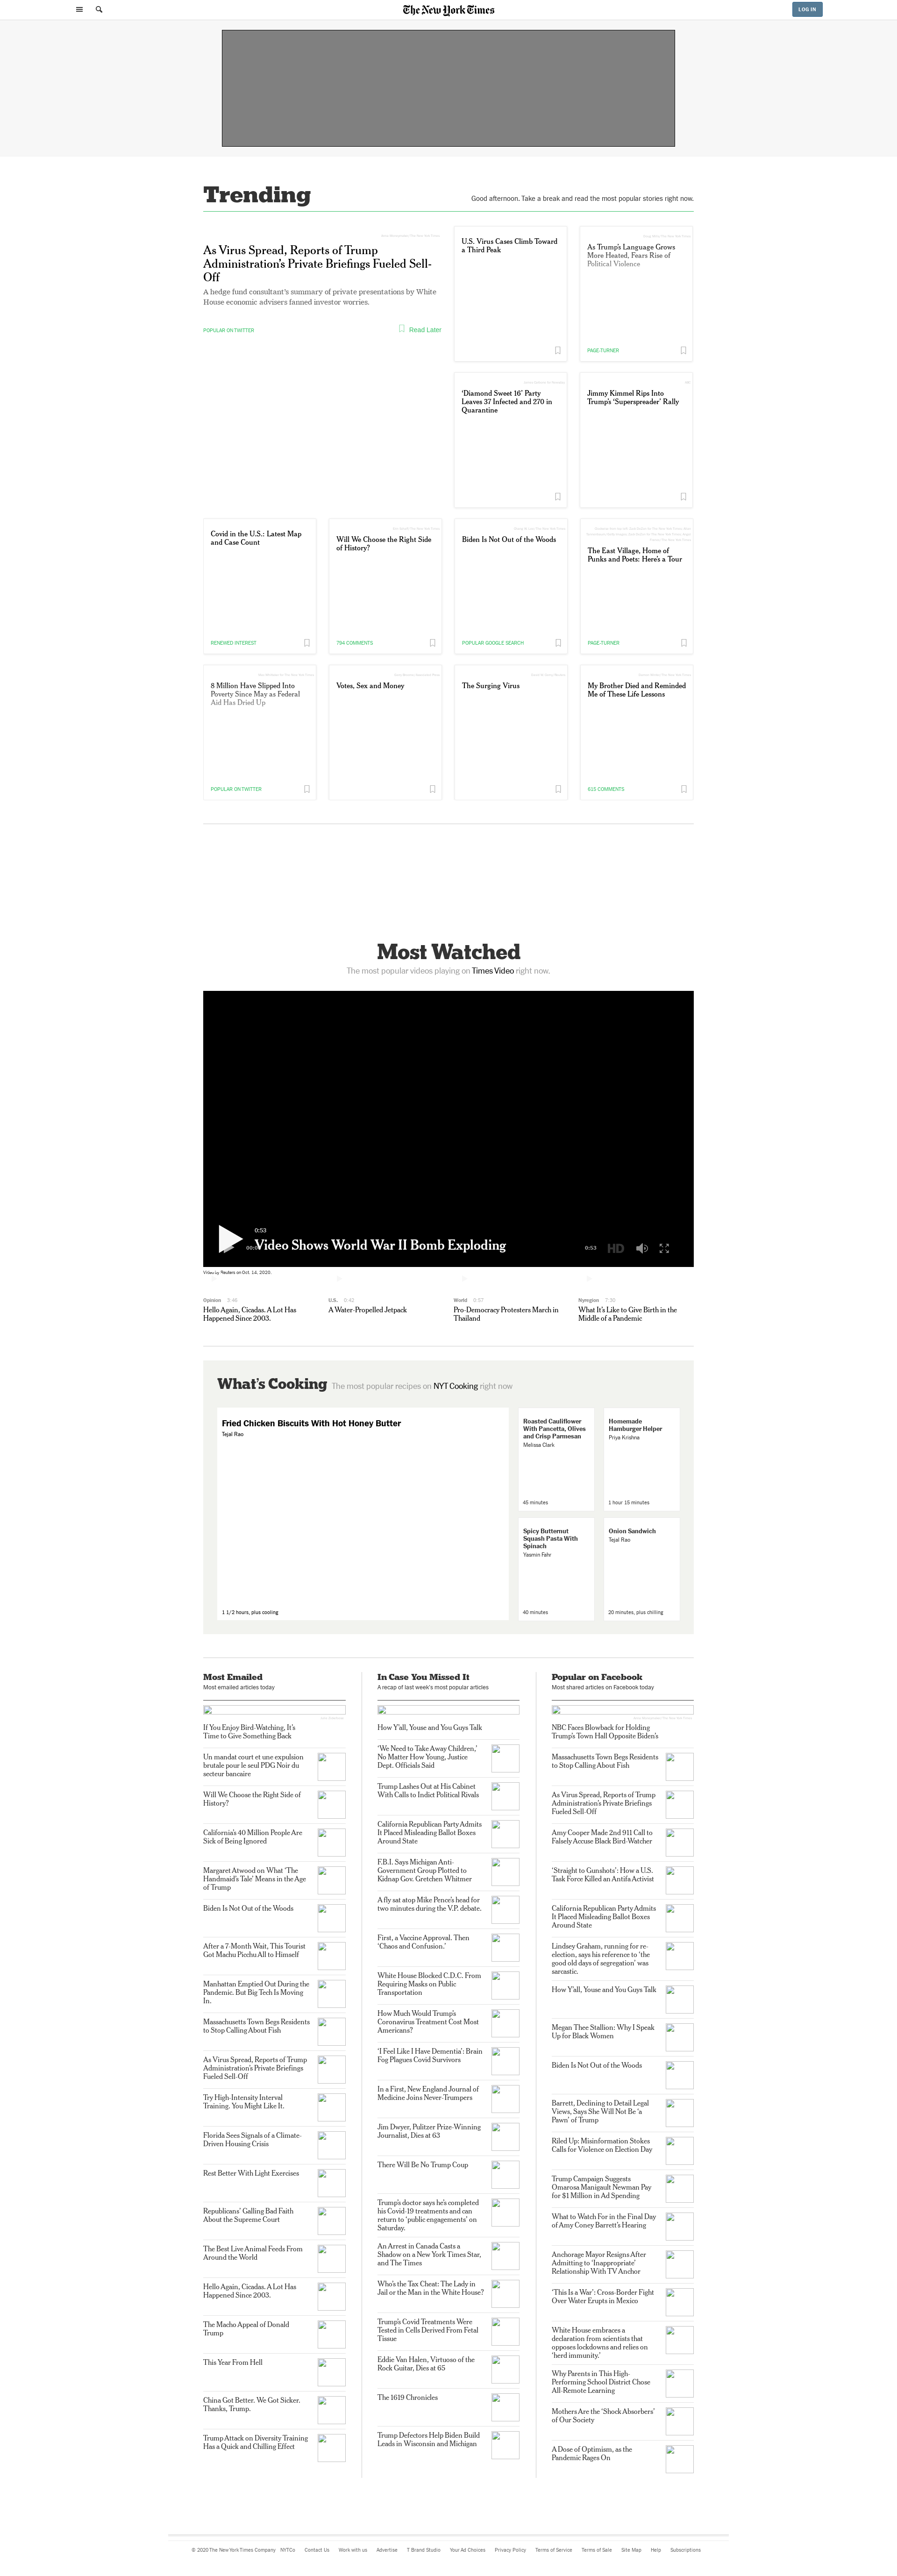 The New York Times
LOG IN
Trending
Good afternoon. Take a break and read the most popular stories right now.
As Virus Spread, Reports of Trump
Administration's Private Briefings Fueled Sell-
Off
A hedge fund consultant's summary of private presentations by White
House economic advisers fanned investor worries.
POPULAR ON TWITTER
Read Later
U.S. Virus Cases Climb Toward
a Third Peak
As Trump's Language Grows
More Heated, Fears Rise of
Political Violence
PAGE-TURNER
'Diamond Sweet 16' Party
Leaves 37 Infected and 270 in
Quarantine
Jimmy Kimmel Rips Into
Trump's 'Superspreader' Rally
Covid in the U.S.: Latest Map
and Case Count
RENEWED INTEREST
Will We Choose the Right Side
of History?
794 COMMENTS
Biden Is Not Out of the Woods
POPULAR GOOGLE SEARCH
The East Village, Home of
Punks and Poets: Here's a Tour
PAGE-TURNER
8 Million Have Slipped Into
Poverty Since May as Federal
Aid Has Dried Up
POPULAR ON TWITTER
Votes, Sex and Money
The Surging Virus
My Brother Died and Reminded
Me of These Life Lessons
615 COMMENTS
Most Watched
The most popular videos playing on Times Video right now.
0:53
Video Shows World War II Bomb Exploding
0:53
HD
Video by Reuters on Oct. 14, 2020.
Opinion 3:46
Hello Again, Cicadas. A Lot Has
Happened Since 2003.
U.S. 0:42
A Water-Propelled Jetpack
World 0:57
Pro-Democracy Protesters March in
Thailand
Nyregion 7:30
What It's Like to Give Birth in the
Middle of a Pandemic
What's Cooking The most popular recipes on NYT Cooking right now
Fried Chicken Biscuits With Hot Honey Butter
Tejal Rao
1 1/2 hours, plus cooling
Roasted Cauliflower
With Pancetta, Olives
and Crisp Parmesan
Melissa Clark
45 minutes
Homemade
Hamburger Helper
Priya Krishna
1 hour 15 minutes
Spicy Butternut
Squash Pasta With
Spinach
Yasmin Fahr
40 minutes
Onion Sandwich
Tejal Rao
20 minutes, plus chilling
Most Emailed
Most emailed articles today
If You Enjoy Bird-Watching, It's
Time to Give Something Back
Un mandat court et une expulsion
brutale pour le seul PDG Noir du
secteur bancaire
Will We Choose the Right Side of
History?
California's 40 Million People Are
Sick of Being Ignored
Margaret Atwood on What 'The
Handmaid's Tale' Means in the Age
of Trump
Biden Is Not Out of the Woods
After a 7-Month Wait, This Tourist
Got Machu Picchu All to Himself
Manhattan Emptied Out During the
Pandemic. But Big Tech Is Moving
In.
Massachusetts Town Begs Residents
to Stop Calling About Fish
As Virus Spread, Reports of Trump
Administration's Private Briefings
Fueled Sell-Off
Try High-Intensity Interval
Training. You Might Like It.
Florida Sees Signals of a Climate-
Driven Housing Crisis
Rest Better With Light Exercises
Republicans' Galling Bad Faith
About the Supreme Court
The Best Live Animal Feeds From
Around the World
Hello Again, Cicadas. A Lot Has
Happened Since 2003.
The Macho Appeal of Donald
Trump
This Year From Hell
China Got Better. We Got Sicker.
Thanks, Trump.
Trump Attack on Diversity Training
Has a Quick and Chilling Effect
In Case You Missed It
A recap of last week's most popular articles
How Y'all, Youse and You Guys Talk
'We Need to Take Away Children,'
No Matter How Young, Justice
Dept. Officials Said
Trump Lashes Out at His Cabinet
With Calls to Indict Political Rivals
California Republican Party Admits
It Placed Misleading Ballot Boxes
Around State
F.B.I. Says Michigan Anti-
Government Group Plotted to
Kidnap Gov. Gretchen Whitmer
A fly sat atop Mike Pence's head for
two minutes during the V.P. debate.
First, a Vaccine Approval. Then
'Chaos and Confusion.'
White House Blocked C.D.C. From
Requiring Masks on Public
Transportation
How Much Would Trump's
Coronavirus Treatment Cost Most
Americans?
'I Feel Like I Have Dementia': Brain
Fog Plagues Covid Survivors
In a First, New England Journal of
Medicine Joins Never-Trumpers
Jim Dwyer, Pulitzer Prize-Winning
Journalist, Dies at 63
There Will Be No Trump Coup
Trump's doctor says he's completed
his Covid-19 treatments and can
return to 'public engagements' on
Saturday.
An Arrest in Canada Casts a
Shadow on a New York Times Star,
and The Times
Who's the Tax Cheat: The Lady in
Jail or the Man in the White House?
Trump's Covid Treatments Were
Tested in Cells Derived From Fetal
Tissue
Eddie Van Halen, Virtuoso of the
Rock Guitar, Dies at 65
The 1619 Chronicles
Trump Defectors Help Biden Build
Leads in Wisconsin and Michigan
Popular on Facebook
Most shared articles on Facebook today
NBC Faces Blowback for Holding
Trump's Town Hall Opposite Biden's
Massachusetts Town Begs Residents
to Stop Calling About Fish
As Virus Spread, Reports of Trump
Administration's Private Briefings
Fueled Sell-Off
Amy Cooper Made 2nd 911 Call to
Falsely Accuse Black Bird-Watcher
'Straight to Gunshots': How a U.S.
Task Force Killed an Antifa Activist
California Republican Party Admits
It Placed Misleading Ballot Boxes
Around State
Lindsey Graham, running for re-
election, says his reference to 'the
good old days of segregation' was
sarcastic.
How Y'all, Youse and You Guys Talk
Megan Thee Stallion: Why I Speak
Up for Black Women
Biden Is Not Out of the Woods
Barrett, Declining to Detail Legal
Views, Says She Will Not Be 'a
Pawn' of Trump
Riled Up: Misinformation Stokes
Calls for Violence on Election Day
Trump Campaign Suggests
Omarosa Manigault Newman Pay
for $1 Million in Ad Spending
What to Watch For in the Final Day
of Amy Coney Barrett's Hearing
Anchorage Mayor Resigns After
Admitting to 'Inappropriate'
Relationship With TV Anchor
'This Is a War': Cross-Border Fight
Over Water Erupts in Mexico
White House embraces a
declaration from scientists that
opposes lockdowns and relies on
'herd immunity.'
Why Parents in This High-
Performing School District Chose
All-Remote Learning
Mothers Are the 'Shock Absorbers'
of Our Society
A Dose of Optimism, as the
Pandemic Rages On
© 2020 The New York Times Company NYTCo Contact Us Work with us Advertise T Brand Studio Your Ad Choices Privacy Policy Terms of Service Terms of Sale Site Map Help Subscriptions